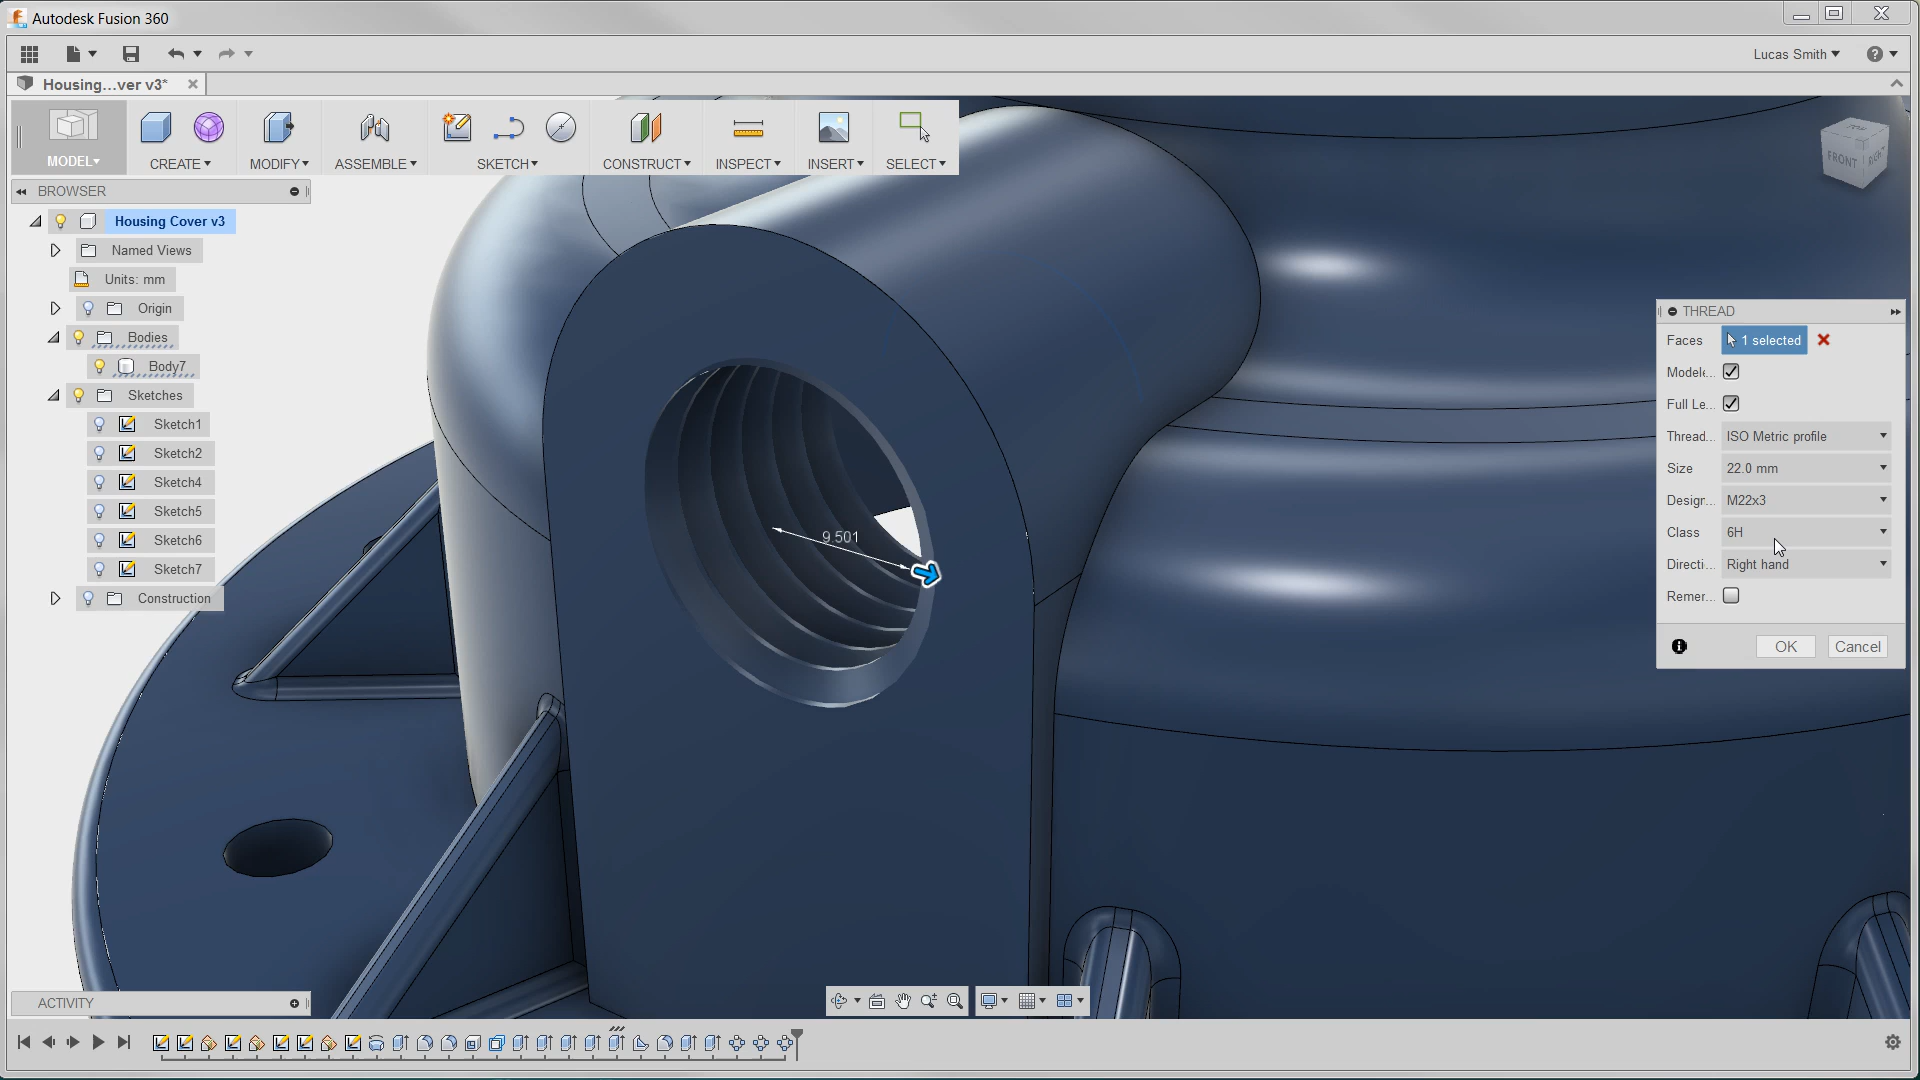 Autodesk Fusion 360
Lucas Smith
Housing...ver v3*
MODEL
CREATE
MODIFY
ASSEMBLE
SKETCH
CONSTRUCT
INSPECT
INSERT
SELECT
FRONT
BROWSER
Housing Cover v3
Named Views
Units: mm
Origin
Bodies
Body7
Sketches
Sketch1
Sketch2
Sketch4
Sketch5
Sketch6
Sketch7
Construction
9.501
THREAD
Faces 1 selected
Modele...
Full Le...
Thread... ISO Metric profile
Size 22.0 mm
Design... M22x3
Class 6H
Directi... Right hand
Remer...
OK Cancel
ACTIVITY